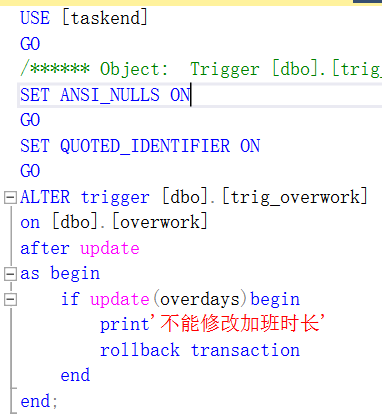 USE [taskend]
GO
/****** Object:  Trigger [dbo].[trig_
SET ANSI_NULLS ON
GO
SET QUOTED_IDENTIFIER ON
GO
ALTER trigger [dbo].[trig_overwork]
on [dbo].[overwork]
after update
as begin
    if update(overdays)begin
        print'不能修改加班时长'
        rollback transaction
    end
end;